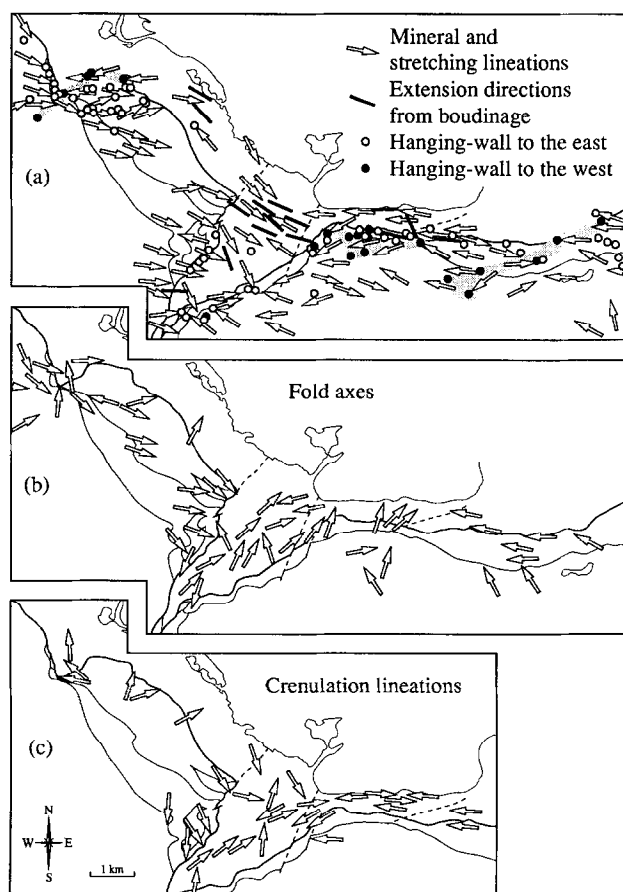 Mineral and
stretching lineations
Extension directions
from boudinage
Hanging-wall to the east
Hanging-wall to the west
(a)
Fold axes
(b)
Crenulation lineations
(c)
N
W E
S
1 km